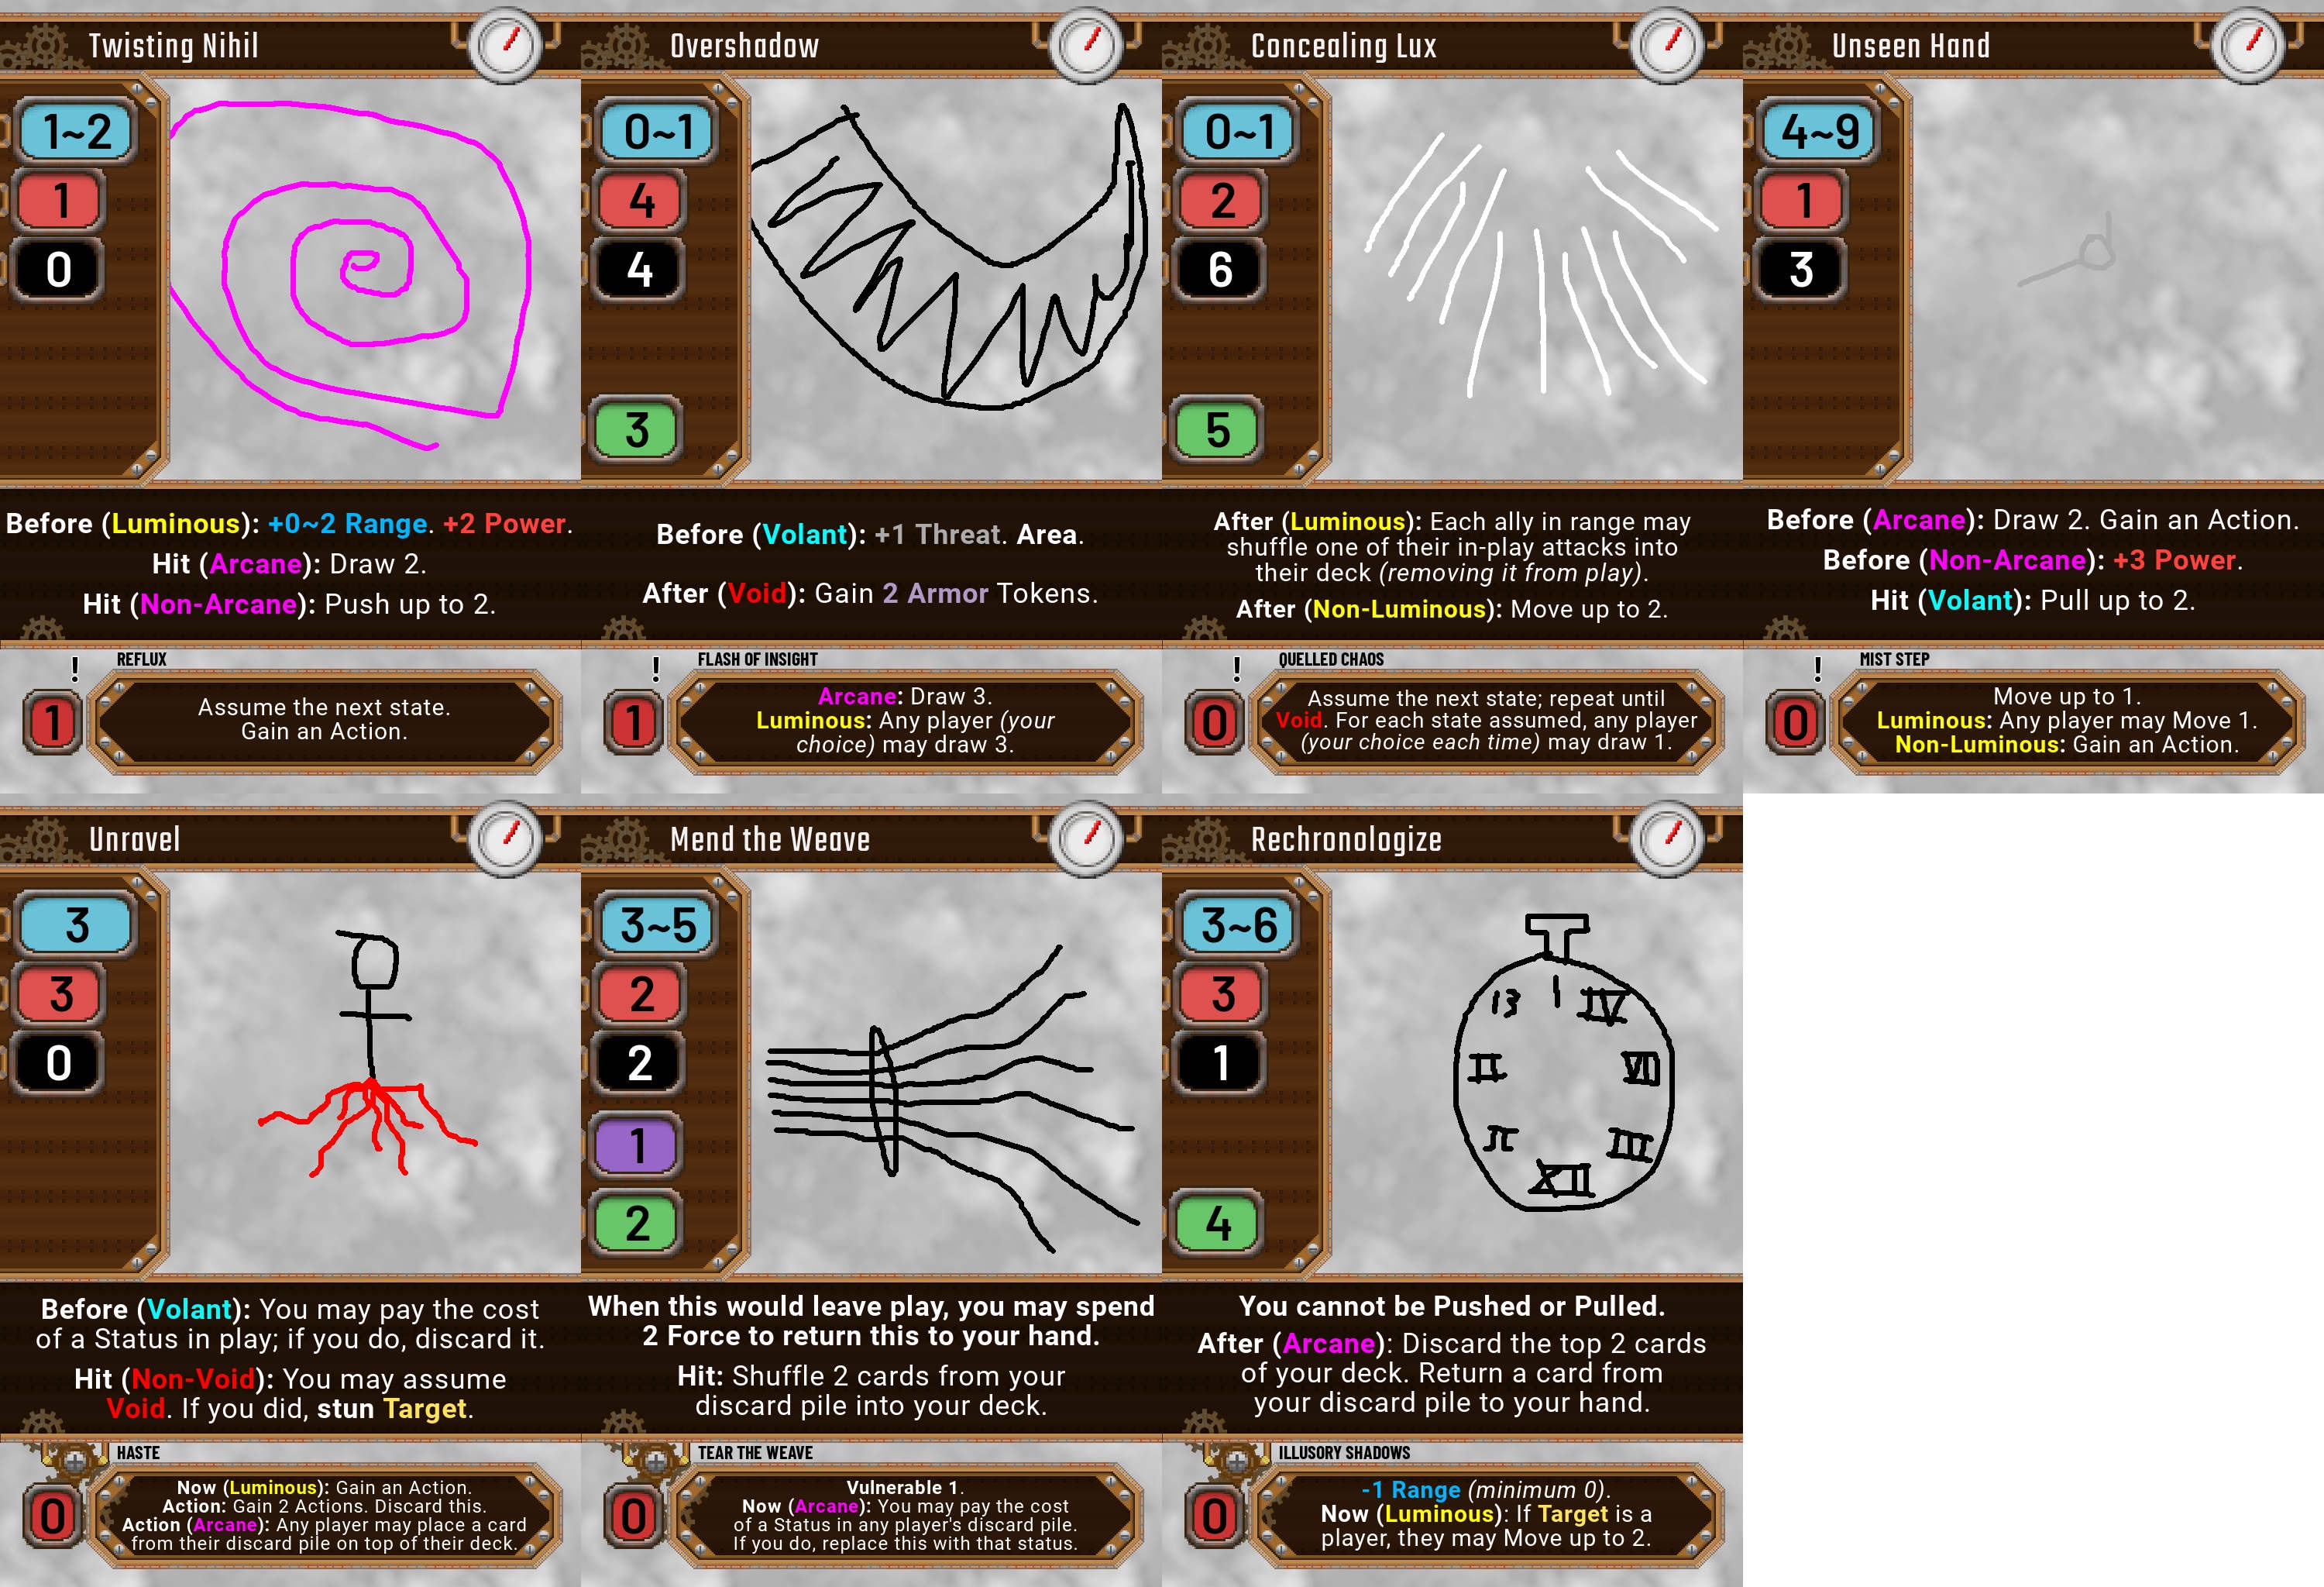 Twisting Nihil
1~2
1
0
Before (Luminous): +0~2 Range. +2 Power.
Hit (Arcane): Draw 2.
Hit (Non-Arcane): Push up to 2.
!
REFLUX
1
Assume the next state.
Gain an Action.
Overshadow
0~1
4
4
3
Before (Volant): +1 Threat. Area.
After (Void): Gain 2 Armor Tokens.
!
FLASH OF INSIGHT
1
Arcane: Draw 3.
Luminous: Any player (your
choice) may draw 3.
Concealing Lux
0~1
2
6
5
After (Luminous): Each ally in range may
shuffle one of their in-play attacks into
their deck (removing it from play).
After (Non-Luminous): Move up to 2.
!
QUELLED CHAOS
0
Assume the next state; repeat until
Void. For each state assumed, any player
(your choice each time) may draw 1.
Unseen Hand
4~9
1
3
Before (Arcane): Draw 2. Gain an Action.
Before (Non-Arcane): +3 Power.
Hit (Volant): Pull up to 2.
!
MIST STEP
0
Move up to 1.
Luminous: Any player may Move 1.
Non-Luminous: Gain an Action.
Unravel
3
3
0
Before (Volant): You may pay the cost
of a Status in play; if you do, discard it.
Hit (Non-Void): You may assume
Void. If you did, stun Target.
HASTE
0
Now (Luminous): Gain an Action.
Action: Gain 2 Actions. Discard this.
Action (Arcane): Any player may place a card
from their discard pile on top of their deck.
Mend the Weave
3~5
2
2
1
2
When this would leave play, you may spend
2 Force to return this to your hand.
Hit: Shuffle 2 cards from your
discard pile into your deck.
TEAR THE WEAVE
0
Vulnerable 1.
Now (Arcane): You may pay the cost
of a Status in any player's discard pile.
If you do, replace this with that status.
Rechronologize
3~6
3
1
4
13 I IV
II VII
III
XII
You cannot be Pushed or Pulled.
After (Arcane): Discard the top 2 cards
of your deck. Return a card from
your discard pile to your hand.
ILLUSORY SHADOWS
0
-1 Range (minimum 0).
Now (Luminous): If Target is a
player, they may Move up to 2.